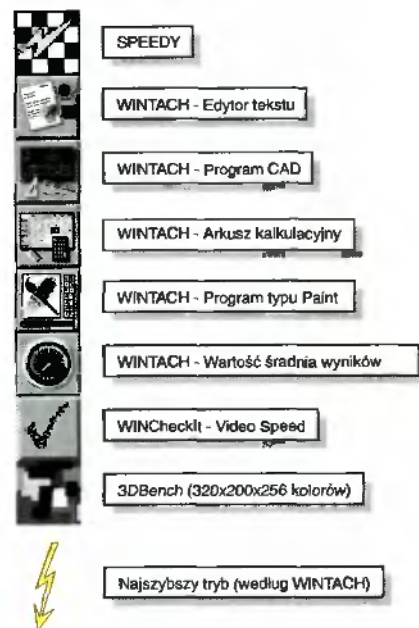 SPEEDY
WINTACH - Edytor tekstu
WINTACH - Program CAD
WINTACH - Arkusz kalkulacyjny
WINTACH - Program typu Paint
WINTACH - Wartość średnia wyników
WINCheckIt - Video Speed
3DBench (320x200x256 kolorów)
Najszybszy tryb (według WINTACH)